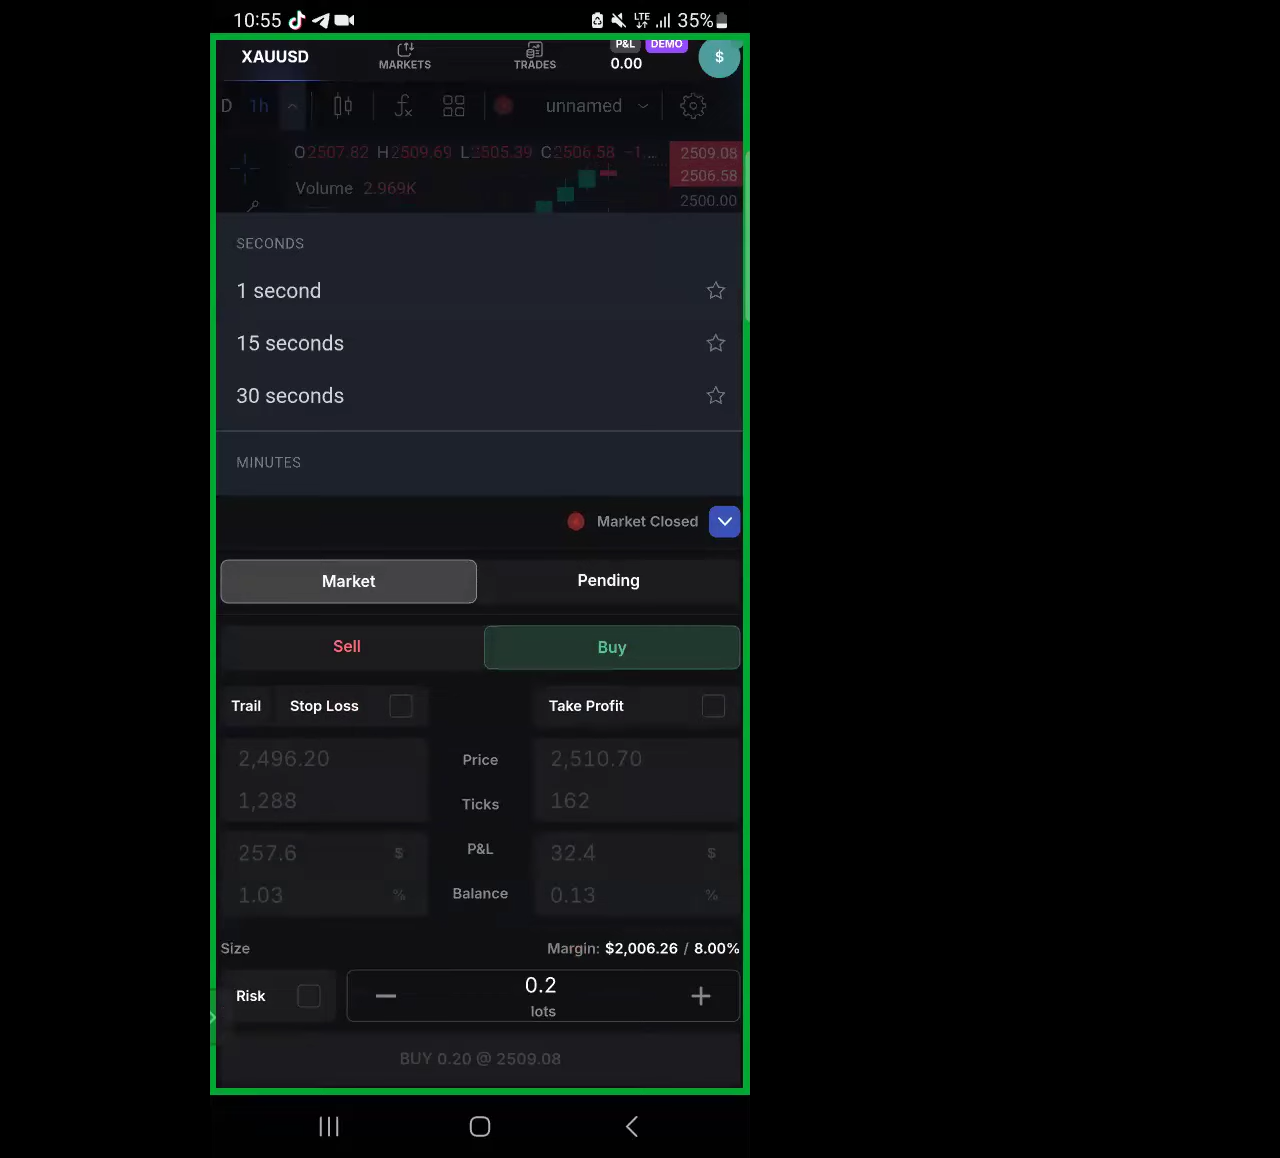 10:55 LTE 35%
XAUUSD MARKETS TRADES P&L DEMO 0.00 $
D 1h unnamed
O2507.82 H2509.69 L2505.39 C2506.58 −1... 2509.08
2506.58
Volume 2.969K 2500.00
SECONDS
1 second
15 seconds
30 seconds
MINUTES
Market Closed
Market Pending
Sell Buy
Trail Stop Loss Take Profit
2,496.20 Price 2,510.70
1,288 Ticks 162
257.6 $ P&L 32.4 $
1.03 % Balance 0.13 %
Size Margin: $2,006.26 / 8.00%
Risk − 0.2 +
lots
BUY 0.20 @ 2509.08